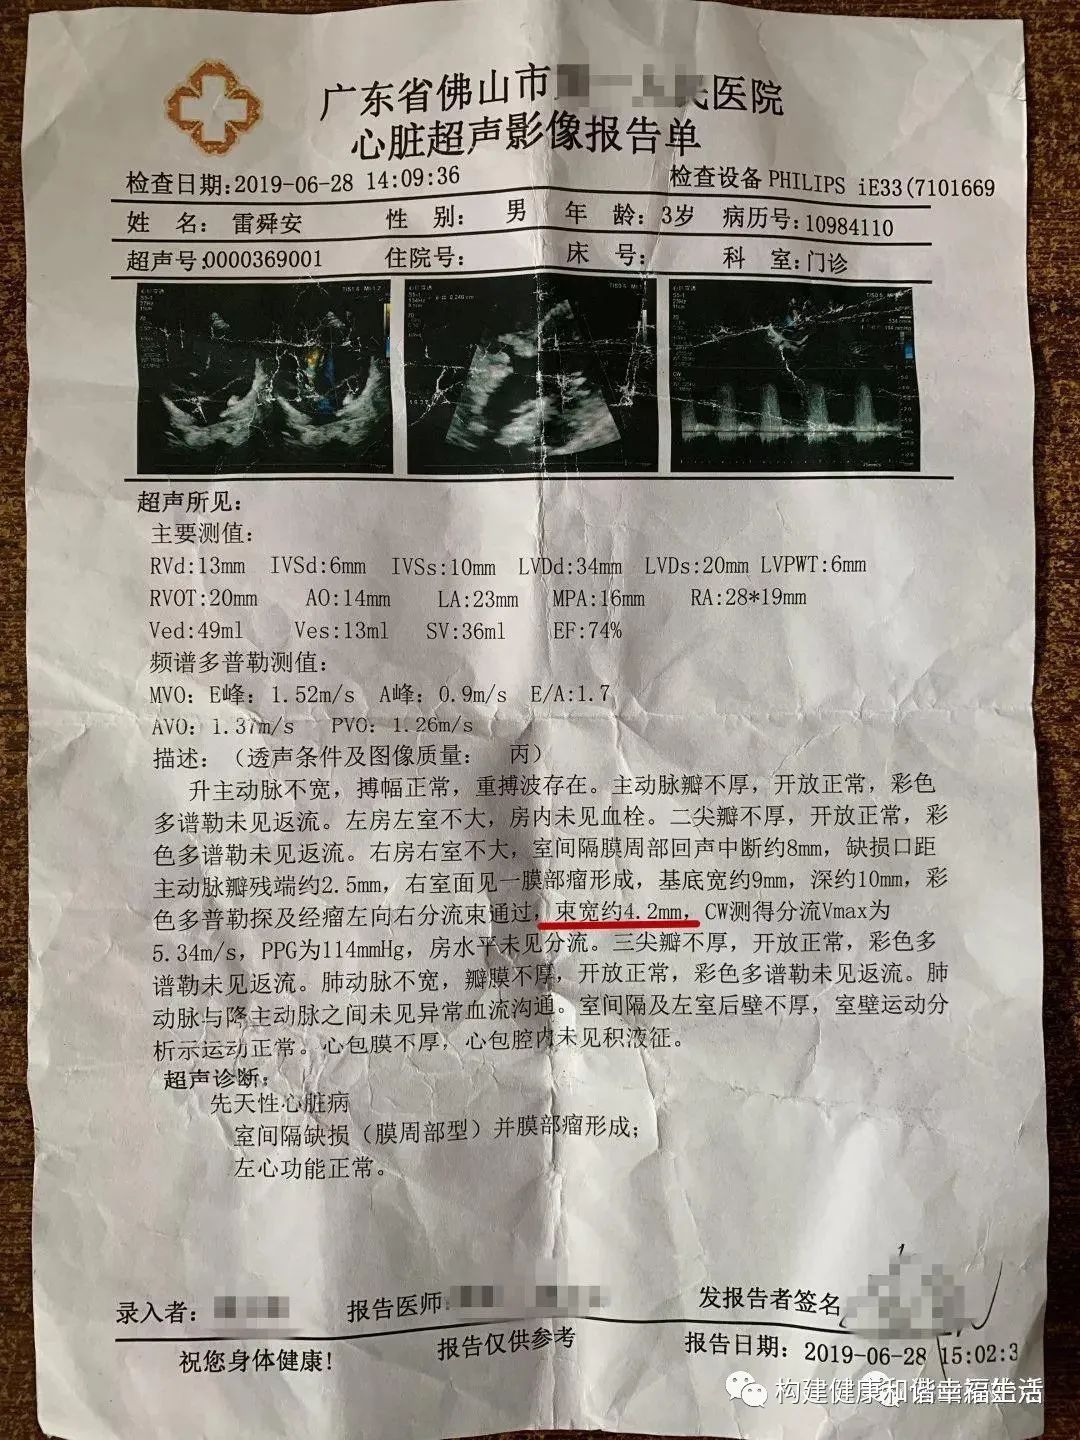 广东省佛山市 一人民医院
心脏超声影像报告单
检查日期:2019-06-28 14:09:36 检查设备 PHILIPS iE33(7101669
姓 名: 雷舜安 性 别: 男 年 龄: 3岁 病历号: 10984110
超声号:0000369001 住院号: 床 号: 科 室:门诊
超声所见:
主要测值:
RVd:13mm IVSd:6mm IVSs:10mm LVDd:34mm LVDs:20mm LVPWT:6mm
RVOT:20mm AO:14mm LA:23mm MPA:16mm RA:28*19mm
Ved:49ml Ves:13ml SV:36ml EF:74%
频谱多普勒测值:
MVO: E峰: 1.52m/s A峰: 0.9m/s E/A:1.7
AVO: 1.37m/s PVO: 1.26m/s
描述: (透声条件及图像质量: 丙)
升主动脉不宽,搏幅正常,重搏波存在。主动脉瓣不厚,开放正常,彩色
多谱勒未见返流。左房左室不大,房内未见血栓。二尖瓣不厚,开放正常,彩
色多谱勒未见返流。右房右室不大,室间隔膜周部回声中断约8mm,缺损口距
主动脉瓣残端约2.5mm,右室面见一膜部瘤形成,基底宽约9mm,深约10mm,彩
色多普勒探及经瘤左向右分流束通过,束宽约4.2mm,CW测得分流Vmax为
5.34m/s,PPG为114mmHg,房水平未见分流。三尖瓣不厚,开放正常,彩色多
谱勒未见返流。肺动脉不宽,瓣膜不厚,开放正常,彩色多谱勒未见返流。肺
动脉与降主动脉之间未见异常血流沟通。室间隔及左室后壁不厚,室壁运动分
析示运动正常。心包膜不厚,心包腔内未见积液征。
超声诊断:
先天性心脏病
室间隔缺损(膜周部型)并膜部瘤形成;
左心功能正常。
录入者: 报告医师: 发报告者签名
祝您身体健康! 报告仅供参考 报告日期: 2019-06-28 15:02:3
构建健康和谐幸福生活